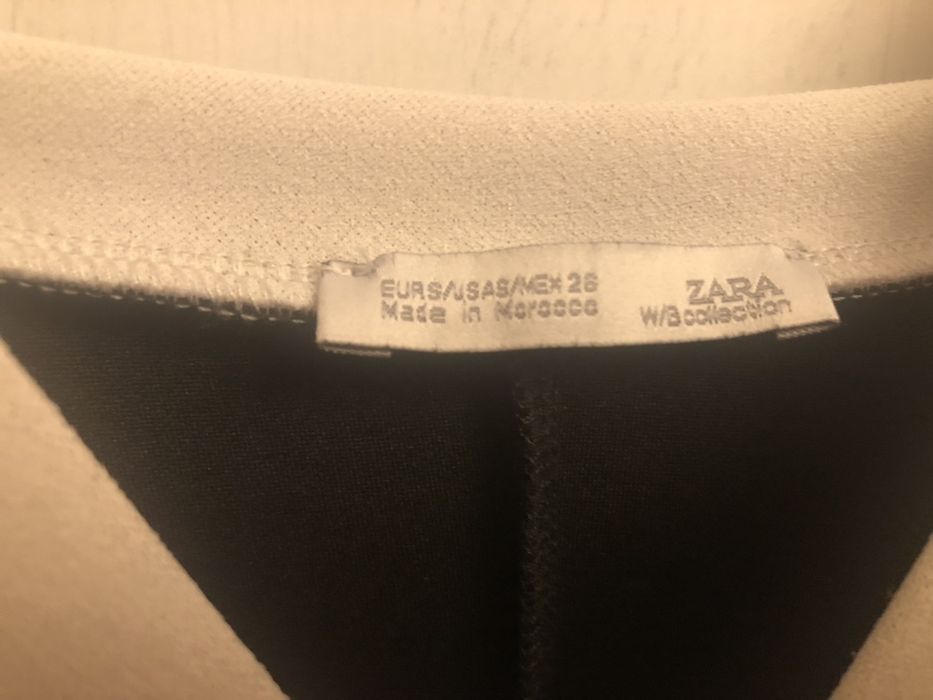 EUR S/USA S/MEX 26
Made in Morocco
ZARA
W/B collection